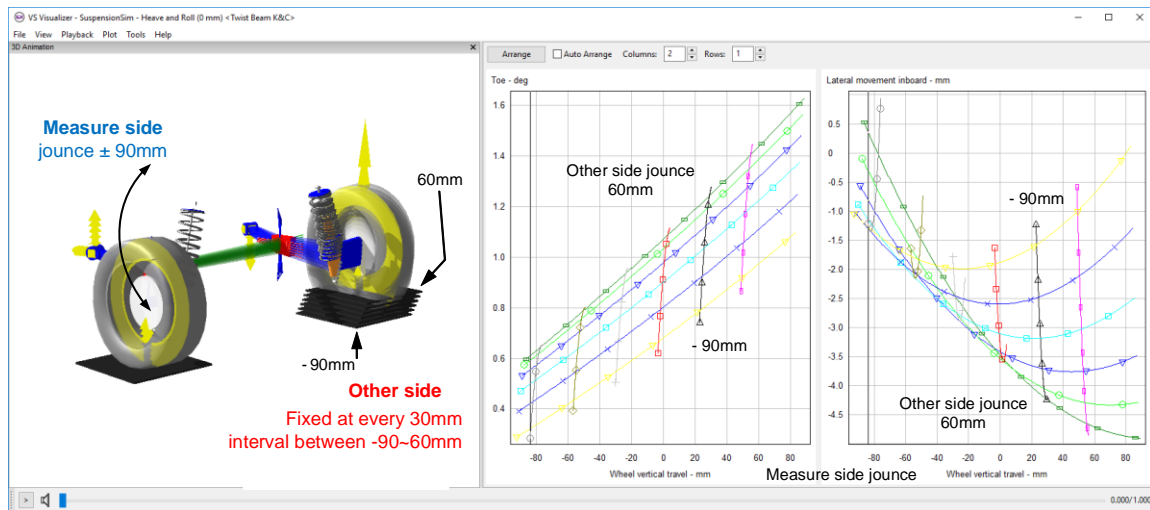 VS Visualizer - SuspensionSim - Heave and Roll (0 mm) <Twist Beam K&C>
File View Playback Plot Tools Help
3D Animation
Arrange Auto Arrange Columns: 2 Rows: 1
Measure side
jounce ± 90mm
60mm
- 90mm
Other side
Fixed at every 30mm
interval between -90~60mm
Toe - deg
1.6
1.4
1.2
1.0
0.8
0.6
0.4
Other side jounce
60mm
- 90mm
-80 -60 -40 -20 0 20 40 60 80
Wheel vertical travel - mm
Lateral movement inboard - mm
0.5
0
-0.5
-1.0
-1.5
-2.0
-2.5
-3.0
-3.5
-4.0
-4.5
- 90mm
Other side jounce
60mm
-80 -60 -40 -20 0 20 40 60 80
Wheel vertical travel - mm
Measure side jounce
0.000/1.000